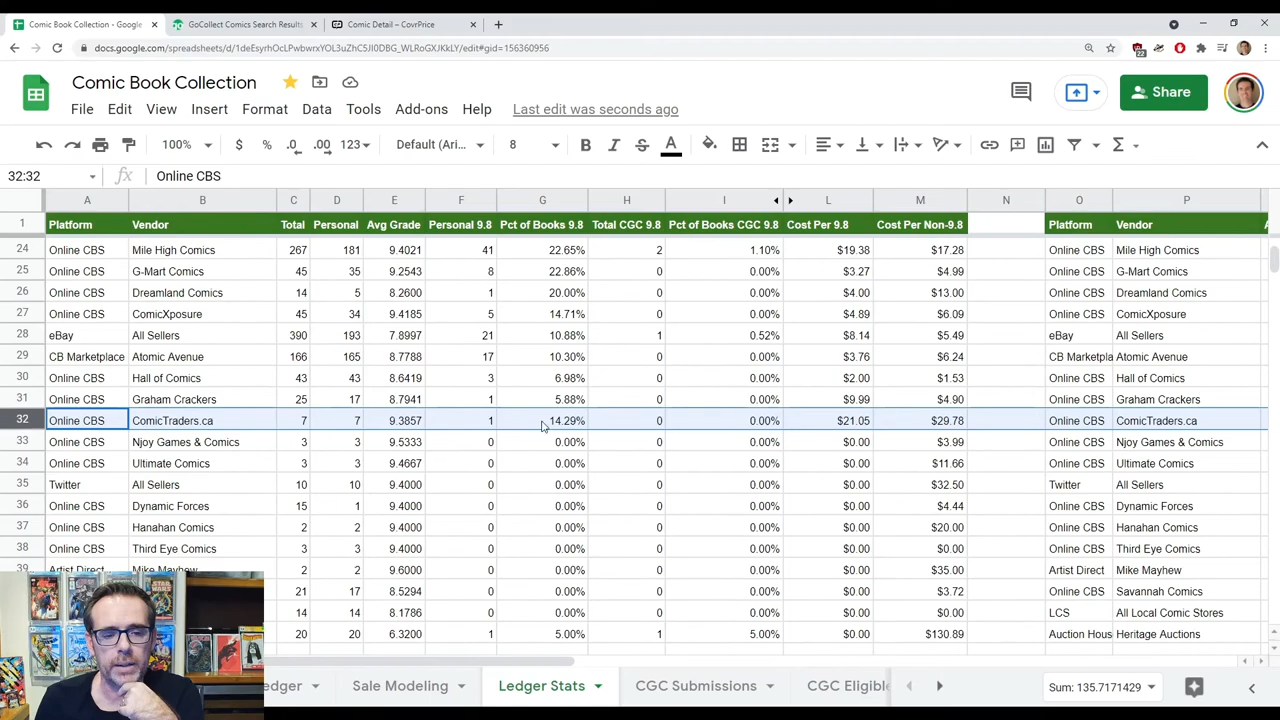 Comic Book Collection - Google
GoCollect Comics Search Results
Comic Detail – CovrPrice
docs.google.com/spreadsheets/d/1deEsyrhOcLPwbwrxYOL3uZhC5JI0DBG_WLRoGXJKkLY/edit#gid=156360956
Comic Book Collection
File Edit View Insert Format Data Tools Add-ons Help Last edit was seconds ago
Share
100% $ % .0 .00 123 Default (Ari... 8 B I S A
32:32 fx Online CBS
A B C D E F G H I L M N O P
1 Platform Vendor Total Personal Avg Grade Personal 9.8 Pct of Books 9.8 Total CGC 9.8 Pct of Books CGC 9.8 Cost Per 9.8 Cost Per Non-9.8 Platform Vendor
24 Online CBS Mile High Comics 267 181 9.4021 41 22.65% 2 1.10% $19.38 $17.28 Online CBS Mile High Comics
25 Online CBS G-Mart Comics 45 35 9.2543 8 22.86% 0 0.00% $3.27 $4.99 Online CBS G-Mart Comics
26 Online CBS Dreamland Comics 14 5 8.2600 1 20.00% 0 0.00% $4.00 $13.00 Online CBS Dreamland Comics
27 Online CBS ComicXposure 45 34 9.4185 5 14.71% 0 0.00% $4.89 $6.09 Online CBS ComicXposure
28 eBay All Sellers 390 193 7.8997 21 10.88% 1 0.52% $8.14 $5.49 eBay All Sellers
29 CB Marketplace Atomic Avenue 166 165 8.7788 17 10.30% 0 0.00% $3.76 $6.24 CB Marketpla Atomic Avenue
30 Online CBS Hall of Comics 43 43 8.6419 3 6.98% 0 0.00% $2.00 $1.53 Online CBS Hall of Comics
31 Online CBS Graham Crackers 25 17 8.7941 1 5.88% 0 0.00% $9.99 $4.90 Online CBS Graham Crackers
32 Online CBS ComicTraders.ca 7 7 9.3857 1 14.29% 0 0.00% $21.05 $29.78 Online CBS ComicTraders.ca
33 Online CBS Njoy Games & Comics 3 3 9.5333 0 0.00% 0 0.00% $0.00 $3.99 Online CBS Njoy Games & Comics
34 Online CBS Ultimate Comics 3 3 9.4667 0 0.00% 0 0.00% $0.00 $11.66 Online CBS Ultimate Comics
35 Twitter All Sellers 10 10 9.4000 0 0.00% 0 0.00% $0.00 $32.50 Twitter All Sellers
36 Online CBS Dynamic Forces 15 1 9.4000 0 0.00% 0 0.00% $0.00 $4.44 Online CBS Dynamic Forces
37 Online CBS Hanahan Comics 2 2 9.4000 0 0.00% 0 0.00% $0.00 $20.00 Online CBS Hanahan Comics
38 Online CBS Third Eye Comics 3 3 9.4000 0 0.00% 0 0.00% $0.00 $0.00 Online CBS Third Eye Comics
39 Artist Direct Mike Mayhew 2 2 9.6000 0 0.00% 0 0.00% $0.00 $35.00 Artist Direct Mike Mayhew
21 17 8.5294 0 0.00% 0 0.00% $0.00 $3.72 Online CBS Savannah Comics
14 14 8.1786 0 0.00% 0 0.00% $0.00 $0.00 LCS All Local Comic Stores
20 20 6.3200 1 5.00% 1 5.00% $0.00 $130.89 Auction Hous Heritage Auctions
edger Sale Modeling Ledger Stats CGC Submissions CGC Eligible Sum: 135.7171429